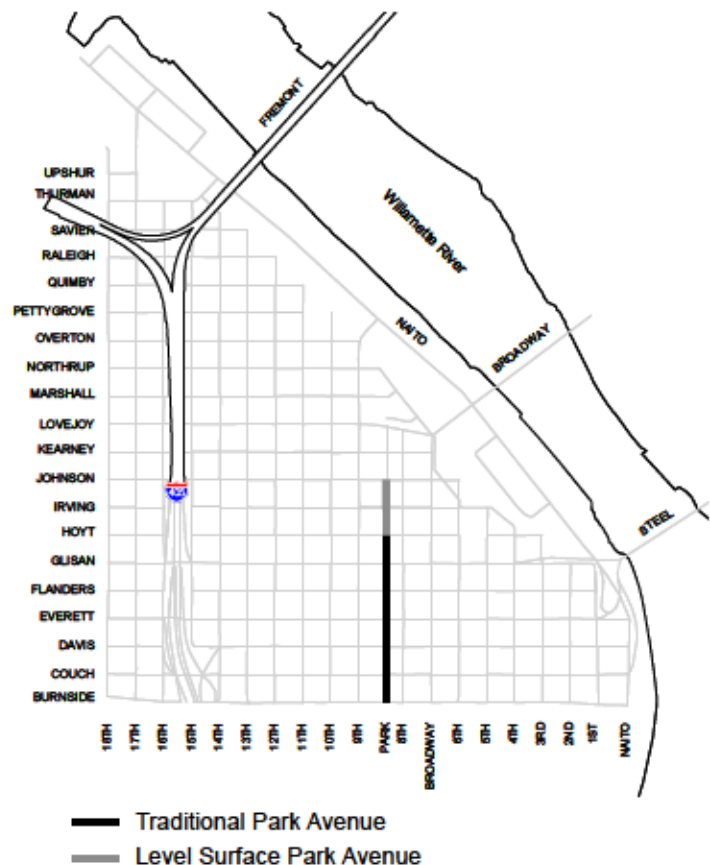 FREMONT
UPSHUR
THURMAN
SAVIER
RALEIGH
QUIMBY
PETTYGROVE
OVERTON
NORTHRUP
MARSHALL
LOVEJOY
KEARNEY
JOHNSON
IRVING
HOYT
GLISAN
FLANDERS
EVERETT
DAVIS
COUCH
BURNSIDE
Willamette River
NAITO
BROADWAY
STEEL
18TH
17TH
16TH
15TH
14TH
13TH
12TH
11TH
10TH
9TH
PARK
8TH
BROADWAY
6TH
5TH
4TH
3RD
2ND
1ST
NAITO
Traditional Park Avenue
Level Surface Park Avenue